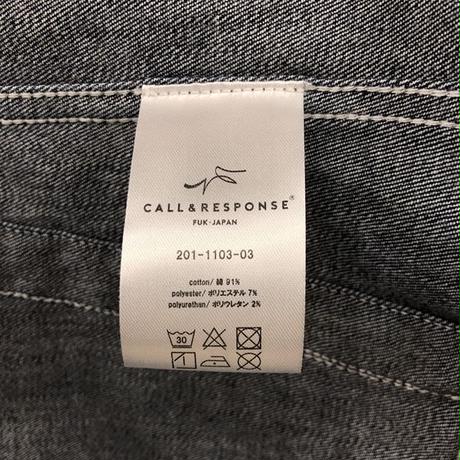 CALL & RESPONSE®
FUK-JAPAN
201-1103-03
cotton/ 綿 91%
polyester/ ポリエステル 7%
polyurethan/ ポリウレタン 2%
30